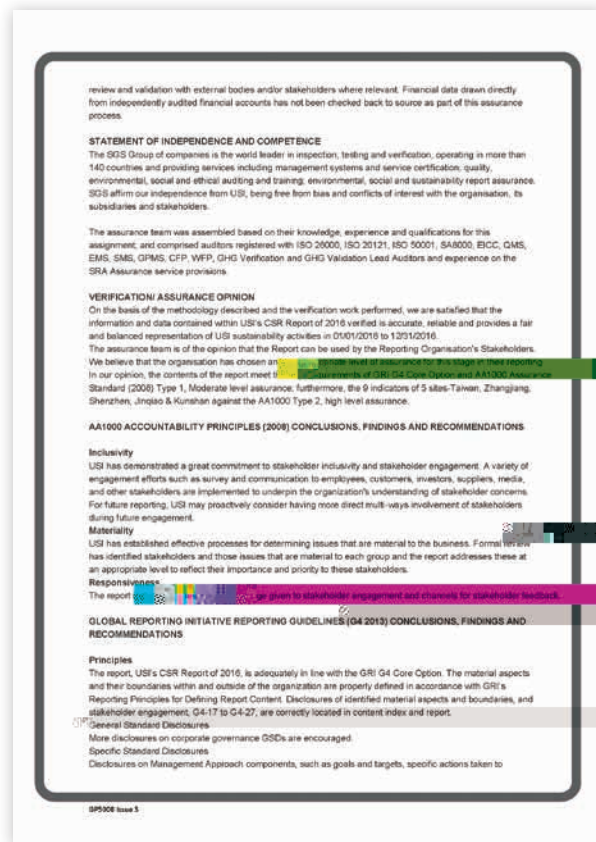 review and validation with external bodies and/or stakeholders where relevant. Financial data drawn directly
from independently audited financial accounts has not been checked back to source as part of this assurance
process.
STATEMENT OF INDEPENDENCE AND COMPETENCE
The SGS Group of companies is the world leader in inspection, testing and verification, operating in more than
140 countries and providing services including management systems and service certification, quality,
environmental, social and ethical auditing and training; environmental, social and sustainability report assurance.
SGS affirm our independence from USI, being free from bias and conflicts of interest with the organisation, its
subsidiaries and stakeholders.
The assurance team was assembled based on their knowledge, experience and qualifications for this
assignment, and comprised auditors registered with ISO 26000, ISO 20121, ISO 50001, SA8000, EICC, QMS,
EMS, SMS, GPMS, CFP, WFP, GHG Verification and GHG Validation Lead Auditors and experience on the
SRA Assurance service provisions
VERIFICATION/ ASSURANCE OPINION
On the basis of the methodology described and the verification work performed, we are satisfied that the
information and data contained within USI's CSR Report of 2016 verified is accurate, reliable and provides a fair
and balanced representation of USI sustainability activities in 01/01/2016 to 12/31/2016.
The assurance team is of the opinion that the Report can be used by the Reporting Organisation's Stakeholders.
We believe that the organisation has chosen an level of assurance for this stage in their reporting
In our opinion, the contents of the report meet requirements of GRI G4 Core Option and AA1000 Assurance
Standard (2008) Type 1, Moderate level assurance; furthermore, the 9 indicators of 5 sites-Taiwan, Zhangjiang,
Shenzhen, Jinqiao & Kunshan against the AA1000 Type 2, high level assurance.
AA1000 ACCOUNTABILITY PRINCIPLES (2008) CONCLUSIONS, FINDINGS AND RECOMMENDATIONS
Inclusivity
USI has demonstrated a great commitment to stakeholder inclusivity and stakeholder engagement. A variety of
engagement efforts such as survey and communication to employees, customers, investors, suppliers, media,
and other stakeholders are implemented to underpin the organization's understanding of stakeholder concerns.
For future reporting, USI may proactively consider having more direct multi-ways involvement of stakeholders
during future engagement.
Materiality
USI has established effective processes for determining issues that are material to the business. Formal review
has identified stakeholders and those issues that are material to each group and the report addresses these at
an appropriate level to reflect their importance and priority to these stakeholders.
Responsiveness
The report given to stakeholder engagement and channels for stakeholder feedback.
GLOBAL REPORTING INITIATIVE REPORTING GUIDELINES (G4 2013) CONCLUSIONS, FINDINGS AND
RECOMMENDATIONS
Principles
The report, USI's CSR Report of 2016, is adequately in line with the GRI G4 Core Option. The material aspects
and their boundaries within and outside of the organization are properly defined in accordance with GRI's
Reporting Principles for Defining Report Content. Disclosures of identified material aspects and boundaries, and
stakeholder engagement, G4-17 to G4-27, are correctly located in content index and report.
General Standard Disclosures
More disclosures on corporate governance GSDs are encouraged.
Specific Standard Disclosures
Disclosures on Management Approach components, such as goals and targets, specific actions taken to
GP5008 Issue 5